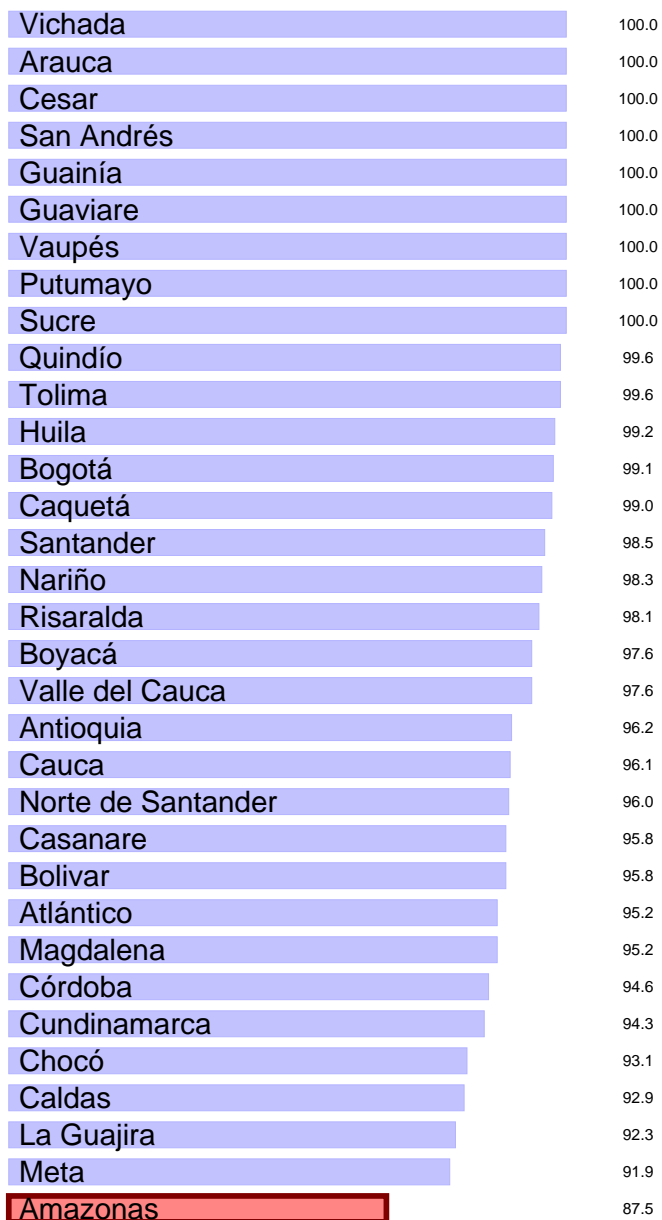 Vichada 100.0
Arauca 100.0
Cesar 100.0
San Andrés 100.0
Guainía 100.0
Guaviare 100.0
Vaupés 100.0
Putumayo 100.0
Sucre 100.0
Quindío 99.6
Tolima 99.6
Huila 99.2
Bogotá 99.1
Caquetá 99.0
Santander 98.5
Nariño 98.3
Risaralda 98.1
Boyacá 97.6
Valle del Cauca 97.6
Antioquia 96.2
Cauca 96.1
Norte de Santander 96.0
Casanare 95.8
Bolivar 95.8
Atlántico 95.2
Magdalena 95.2
Córdoba 94.6
Cundinamarca 94.3
Chocó 93.1
Caldas 92.9
La Guajira 92.3
Meta 91.9
Amazonas 87.5